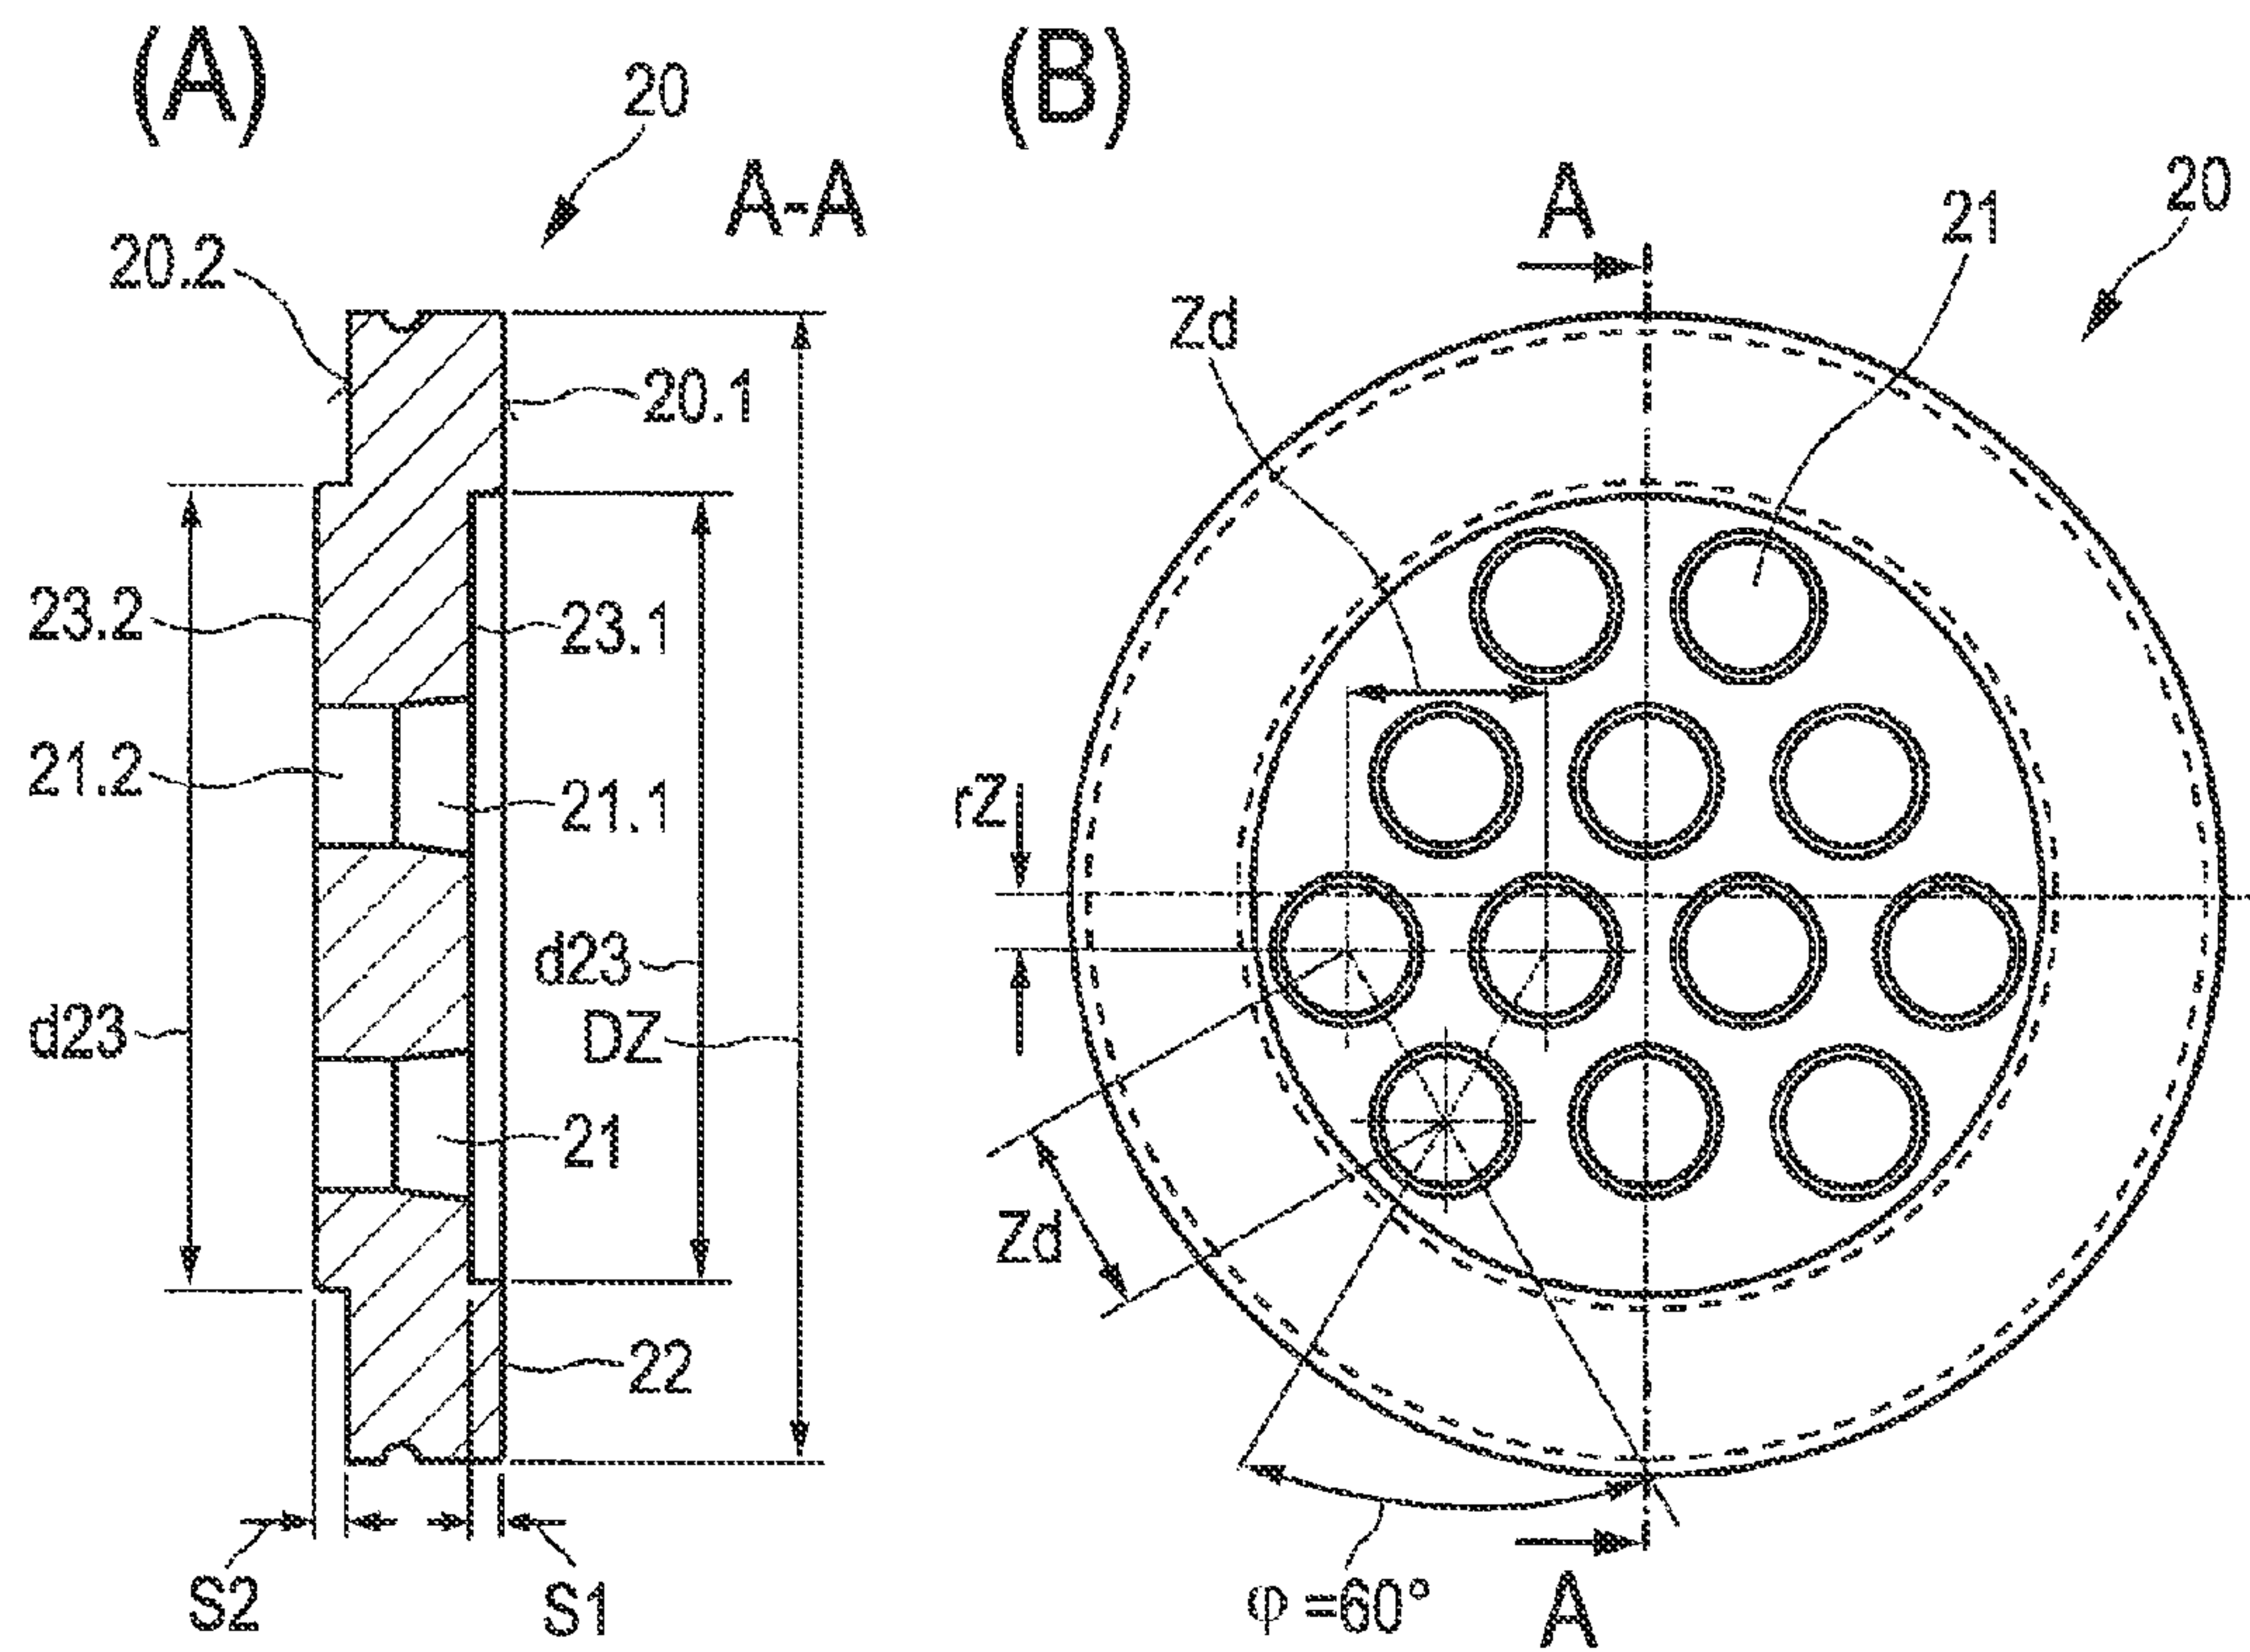 (A)
20
A-A
20.2
20.1
23.2
23.1
21.2
21.1
d23
d23
DZ
21
22
S2
S1
(B)
A
21
20
Zd
rZ
Zd
φ=60°
A